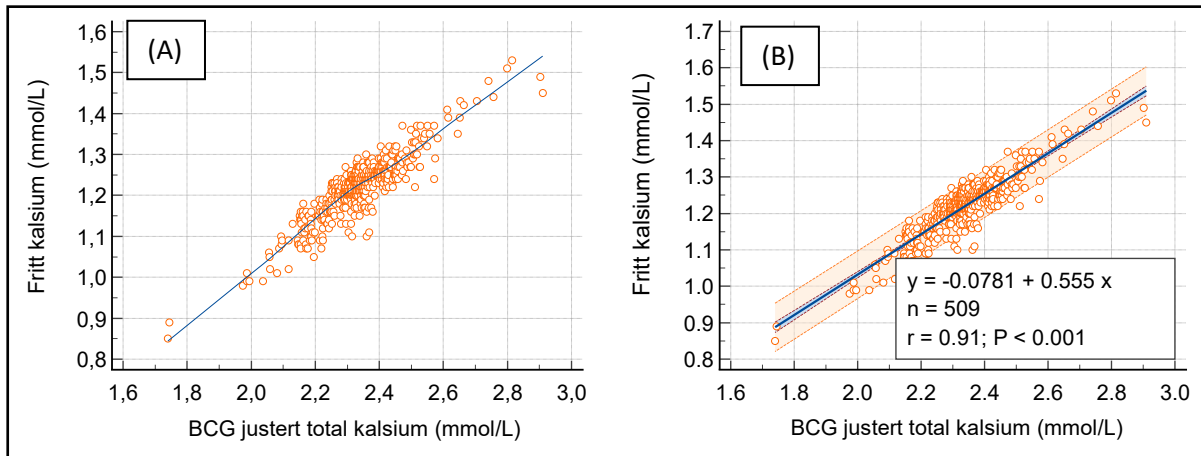 (A)
1,6
1,5
1,4
1,3
1,2
1,1
1,0
0,9
0,8
Fritt kalsium (mmol/L)
1.6 1.8 2.0 2,2 2,4 2,6 2,8 3.0
BCG justert total kalsium (mmol/L)
(B)
1.7
1.6
1.5
1.4
1.3
1.2
1.1
1.0
0.9
0.8
Fritt kalsium (mmol/L)
y = -0.0781 + 0.555 x
n = 509
r = 0.91; P < 0.001
1.6 1.8 2.0 2.2 2.4 2.6 2.8 3.0
BCG justert total kalsium (mmol/L)